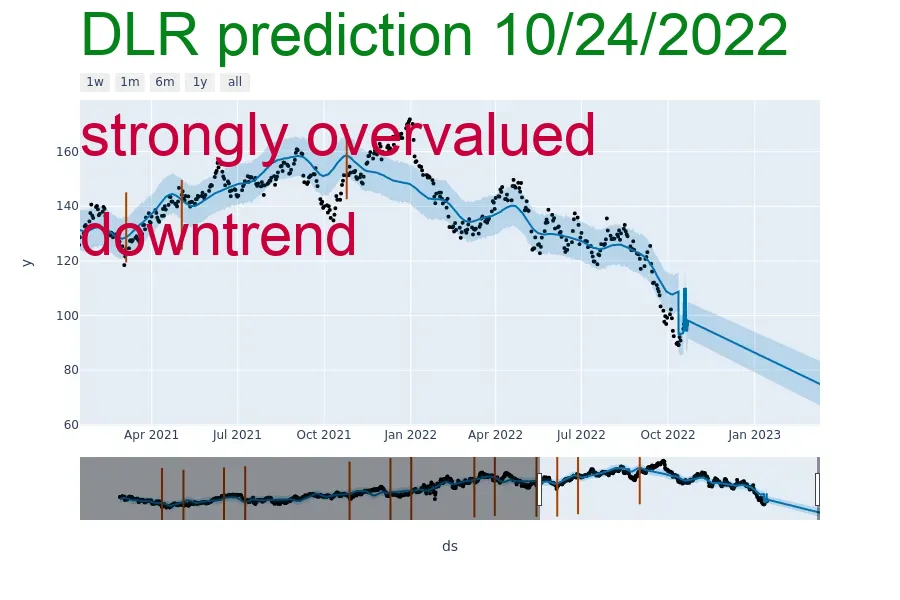 DLR prediction 10/24/2022
1w 1m 6m 1y all
strongly overvalued
downtrend
y
160
140
120
100
80
60
Apr 2021 Jul 2021 Oct 2021 Jan 2022 Apr 2022 Jul 2022 Oct 2022 Jan 2023
ds